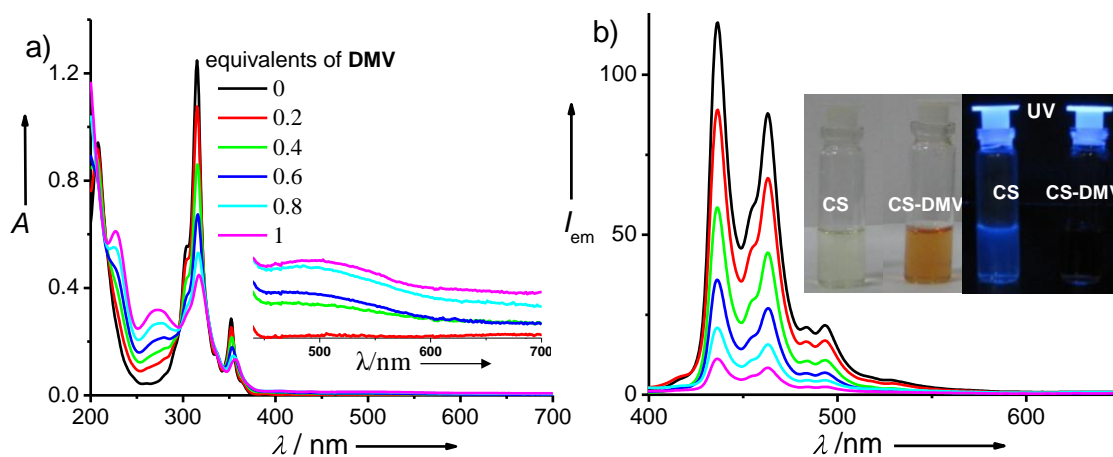 a)
equivalents of DMV
0
0.2
0.4
0.6
0.8
1
1.2
0.8
0.4
0.0
A
500 600 700
λ/nm
200 300 400 500 600 700
λ / nm
b)
100
50
0
I em
UV
CS CS-DMV
CS CS-DMV
400 500 600
λ /nm